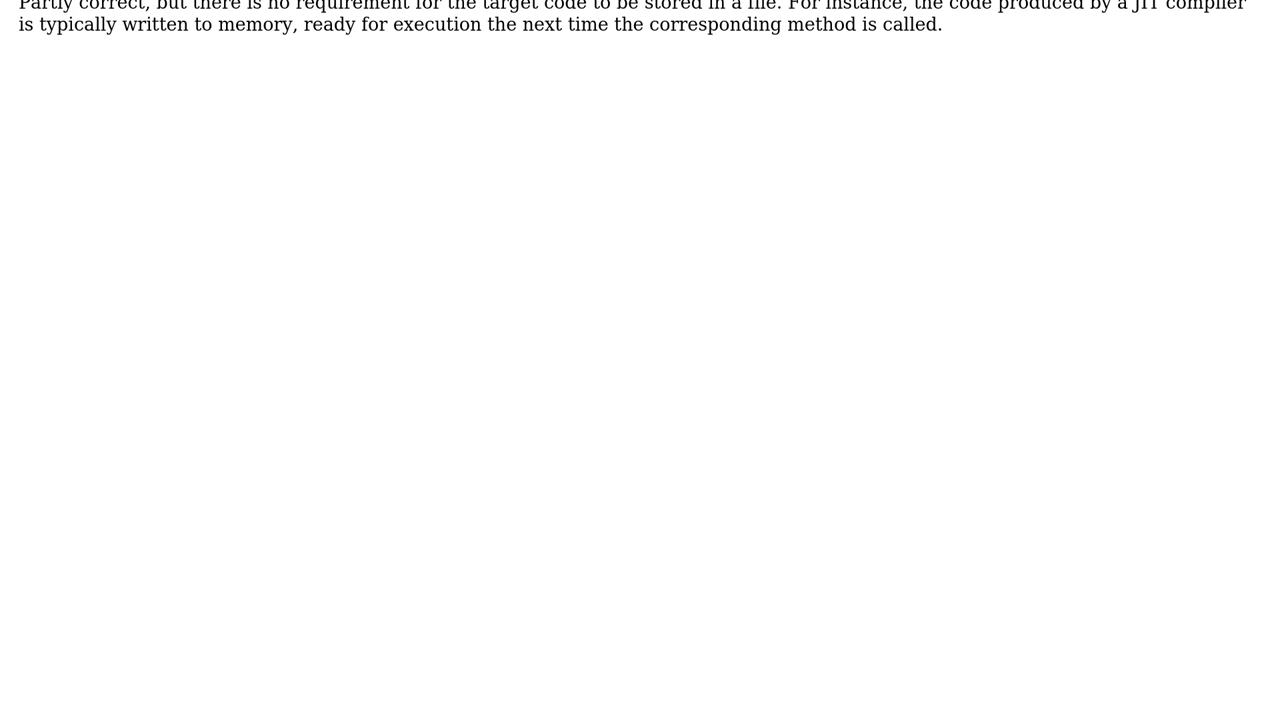 Partly correct, but there is no requirement for the target code to be stored in a file. For instance, the code produced by a JIT compiler
is typically written to memory, ready for execution the next time the corresponding method is called.